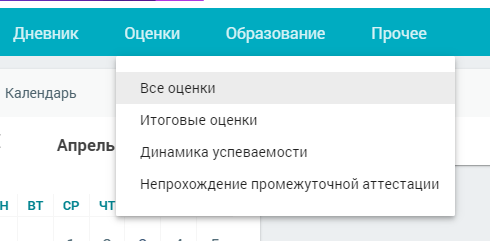 Дневник Оценки Образование Прочее
Все оценки
Календарь
Итоговые оценки
Апрель
Динамика успеваемости
Непрохождение промежуточной аттестации
ВТ СР ЧТ